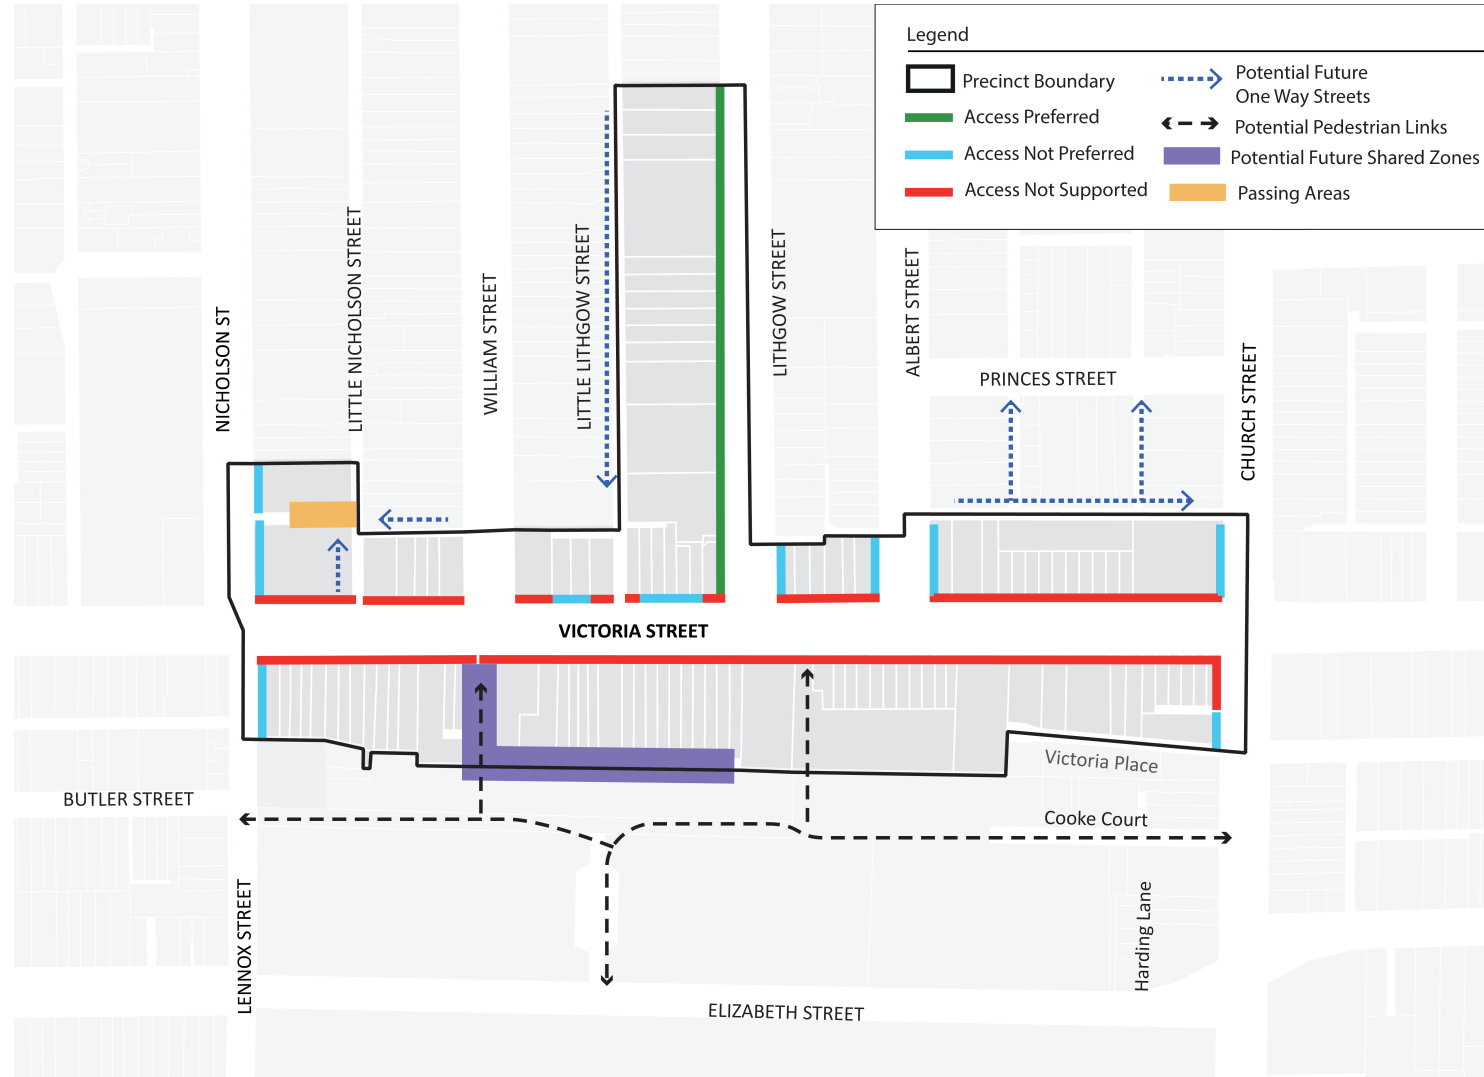 Legend
Precinct Boundary
Access Preferred
Access Not Preferred
Access Not Supported
Potential Future
One Way Streets
Potential Pedestrian Links
Potential Future Shared Zones
Passing Areas
NICHOLSON ST
LITTLE NICHOLSON STREET
WILLIAM STREET
LITTLE LITHGOW STREET
LITHGOW STREET
ALBERT STREET
PRINCES STREET
CHURCH STREET
VICTORIA STREET
Victoria Place
BUTLER STREET
Cooke Court
LENNOX STREET
Harding Lane
ELIZABETH STREET